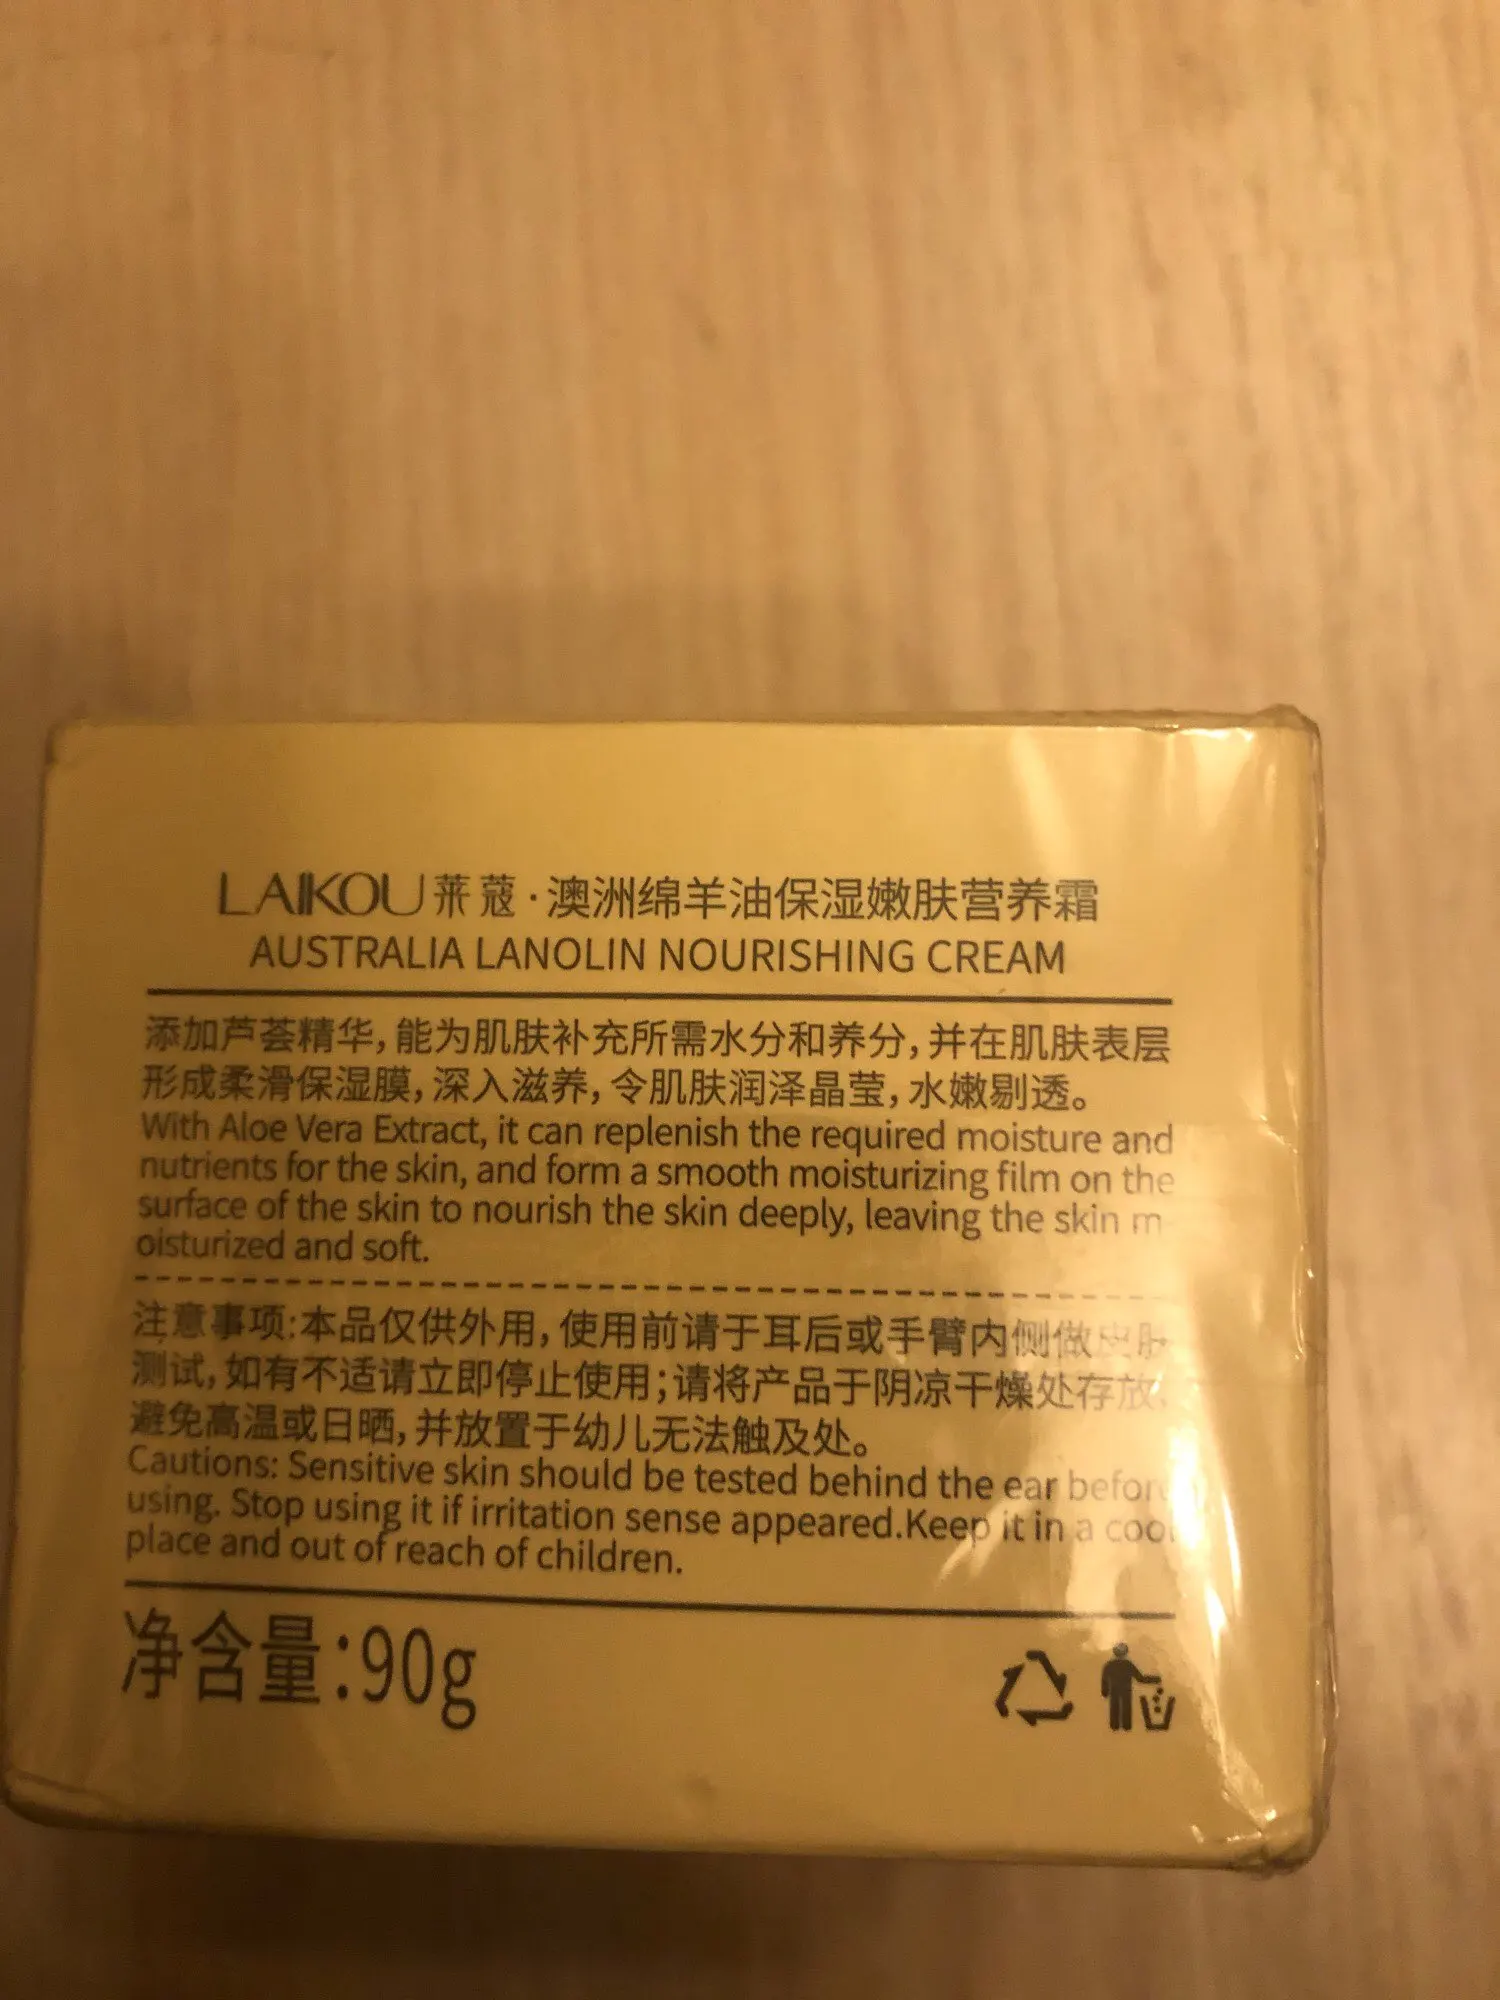 LAIKOU 莱蔻·澳洲绵羊油保湿嫩肤营养霜
AUSTRALIA LANOLIN NOURISHING CREAM
添加芦荟精华,能为肌肤补充所需水分和养分,并在肌肤表层
形成柔滑保湿膜,深入滋养,令肌肤润泽晶莹,水嫩剔透。
With Aloe Vera Extract, it can replenish the required moisture and
nutrients for the skin, and form a smooth moisturizing film on the
surface of the skin to nourish the skin deeply, leaving the skin m-
oisturized and soft.
注意事项:本品仅供外用,使用前请于耳后或手臂内侧做皮肤
测试,如有不适请立即停止使用;请将产品于阴凉干燥处存放,
避免高温或日晒,并放置于幼儿无法触及处。
Cautions: Sensitive skin should be tested behind the ear before
using. Stop using it if irritation sense appeared.Keep it in a cool
place and out of reach of children.
净含量:90g